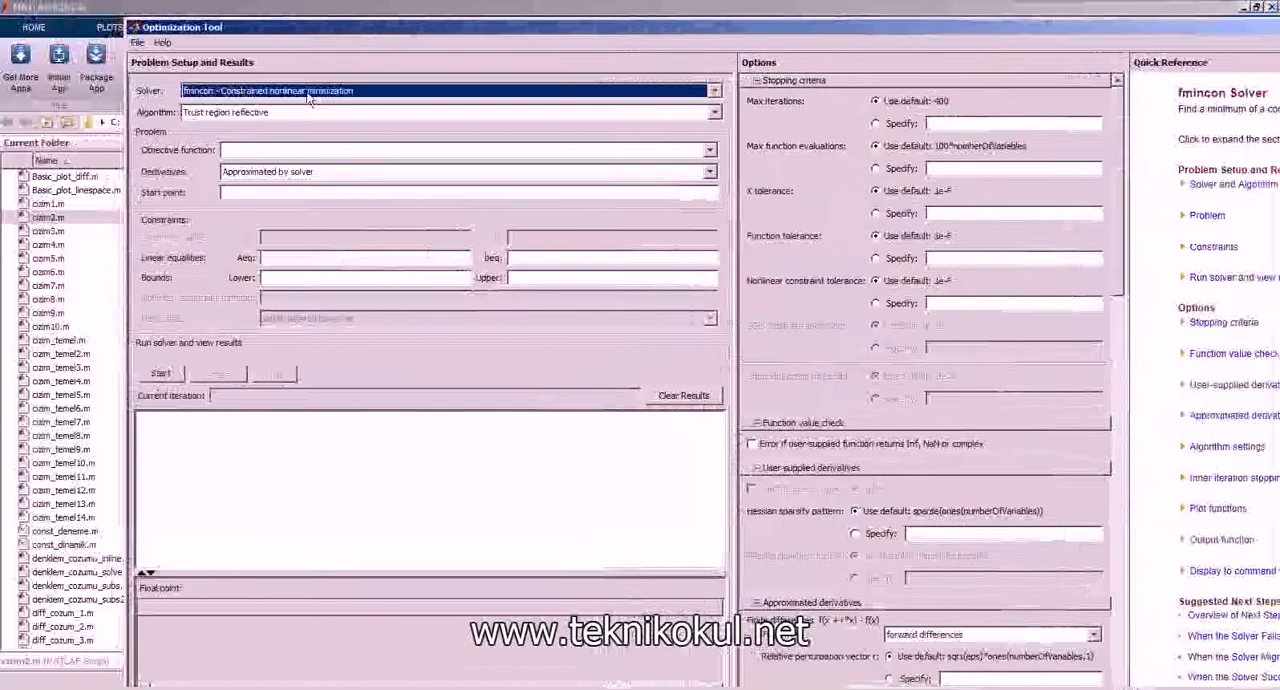 HOME
PLOTS
Get More Apps
Install App
Package App
C:
Current Folder
Name
Basic_plot_diff.m
Basic_plot_linespace.m
cizim1.m
cizim2.m
cizim3.m
cizim4.m
cizim5.m
cizim6.m
cizim7.m
cizim8.m
cizim9.m
cizim10.m
cizim_temel.m
cizim_temel2.m
cizim_temel3.m
cizim_temel4.m
cizim_temel5.m
cizim_temel6.m
cizim_temel7.m
cizim_temel8.m
cizim_temel9.m
cizim_temel10.m
cizim_temel11.m
cizim_temel12.m
cizim_temel13.m
cizim_temel14.m
const_deneme.m
const_dinamik.m
denklem_cozumu_inline
denklem_cozumu_solve
denklem_cozumu_subs.
denklem_cozumu_subs2
diff_cozum_1.m
diff_cozum_2.m
diff_cozum_3.m
Optimization Tool
File Help
Problem Setup and Results
Solver: fmincon - Constrained nonlinear minimization
Algorithm: Trust region reflective
Problem
Objective function:
Derivatives: Approximated by solver
Start point:
Constraints:
Linear equalities: Aeq: beq:
Bounds: Lower: Upper:
Run solver and view results
Start
Current iteration: Clear Results
Final point:
Options
Stopping criteria
Max iterations: Use default: 400
Specify:
Max function evaluations: Use default: 100*numberOfVariables
Specify:
X tolerance: Use default: 1e-6
Specify:
Function tolerance: Use default: 1e-6
Specify:
Nonlinear constraint tolerance: Use default: 1e-6
Specify:
Function value check
Error if user-supplied function returns Inf, NaN or complex
User-supplied derivatives
Hessian sparsity pattern: Use default: sparse(ones(numberOfVariables))
Specify:
Approximated derivatives
forward differences
Relative perturbation vector r: Use default: sqrt(eps)*ones(numberOfVariables,1)
Specify:
Quick Reference
fmincon Solver
Find a minimum of a co
Click to expand the sect
Problem Setup and Re
Solver and Algorithm
Problem
Constraints
Run solver and view r
Options
Stopping criteria
Function value check
User-supplied derivat
Approximated derivat
Algorithm settings
Inner iteration stoppin
Plot functions
Output function
Display to command
Suggested Next Steps
Overview of Next Step
When the Solver Fails
When the Solver Mig
When the Solver Suc
www.teknikokul.net